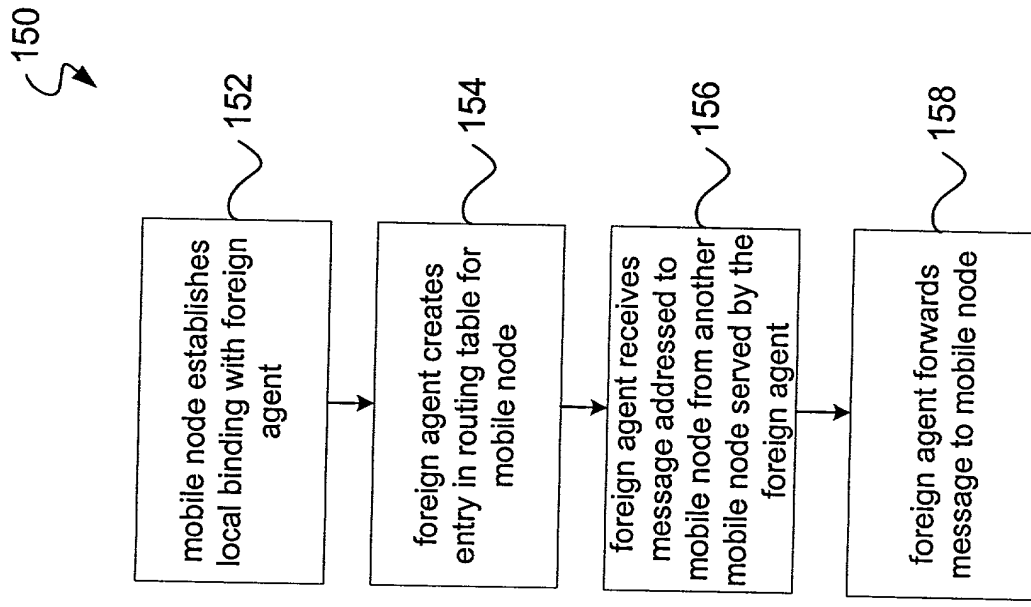 150
152
mobile node establishes
local binding with foreign
agent
154
foreign agent creates
entry in routing table for
mobile node
156
foreign agent receives
message addressed to
mobile node from another
mobile node served by the
foreign agent
158
foreign agent forwards
message to mobile node